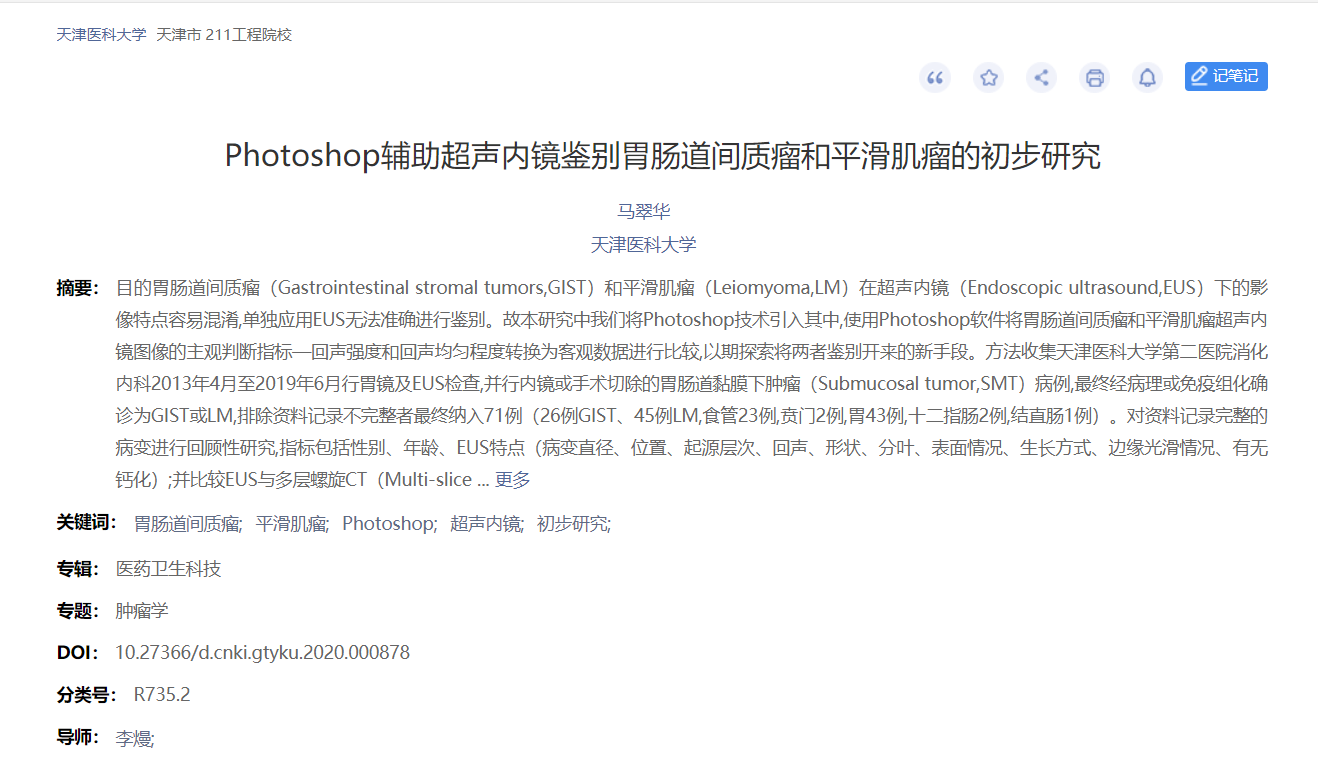 天津医科大学 天津市 211工程院校
记笔记
Photoshop辅助超声内镜鉴别胃肠道间质瘤和平滑肌瘤的初步研究
马翠华
天津医科大学
摘要： 目的胃肠道间质瘤（Gastrointestinal stromal tumors,GIST）和平滑肌瘤（Leiomyoma,LM）在超声内镜（Endoscopic ultrasound,EUS）下的影
像特点容易混淆,单独应用EUS无法准确进行鉴别。故本研究中我们将Photoshop技术引入其中,使用Photoshop软件将胃肠道间质瘤和平滑肌瘤超声内
镜图像的主观判断指标—回声强度和回声均匀程度转换为客观数据进行比较,以期探索将两者鉴别开来的新手段。方法收集天津医科大学第二医院消化
内科2013年4月至2019年6月行胃镜及EUS检查,并行内镜或手术切除的胃肠道黏膜下肿瘤（Submucosal tumor,SMT）病例,最终经病理或免疫组化确
诊为GIST或LM,排除资料记录不完整者最终纳入71例（26例GIST、45例LM,食管23例,贲门2例,胃43例,十二指肠2例,结直肠1例）。对资料记录完整的
病变进行回顾性研究,指标包括性别、年龄、EUS特点（病变直径、位置、起源层次、回声、形状、分叶、表面情况、生长方式、边缘光滑情况、有无
钙化）;并比较EUS与多层螺旋CT（Multi-slice ... 更多
关键词： 胃肠道间质瘤; 平滑肌瘤; Photoshop; 超声内镜; 初步研究;
专辑： 医药卫生科技
专题： 肿瘤学
DOI： 10.27366/d.cnki.gtyku.2020.000878
分类号： R735.2
导师： 李熳;